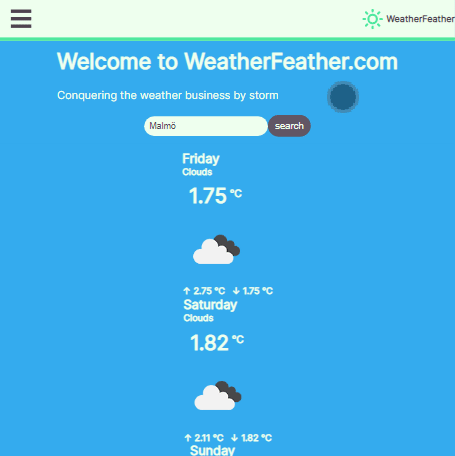 WeatherFeather
Welcome to WeatherFeather.com
Conquering the weather business by storm
Malmö
search
Friday
Clouds
1.75 °C
↑ 2.75 °C ↓ 1.75 °C
Saturday
Clouds
1.82 °C
↑ 2.11 °C ↓ 1.82 °C
Sunday